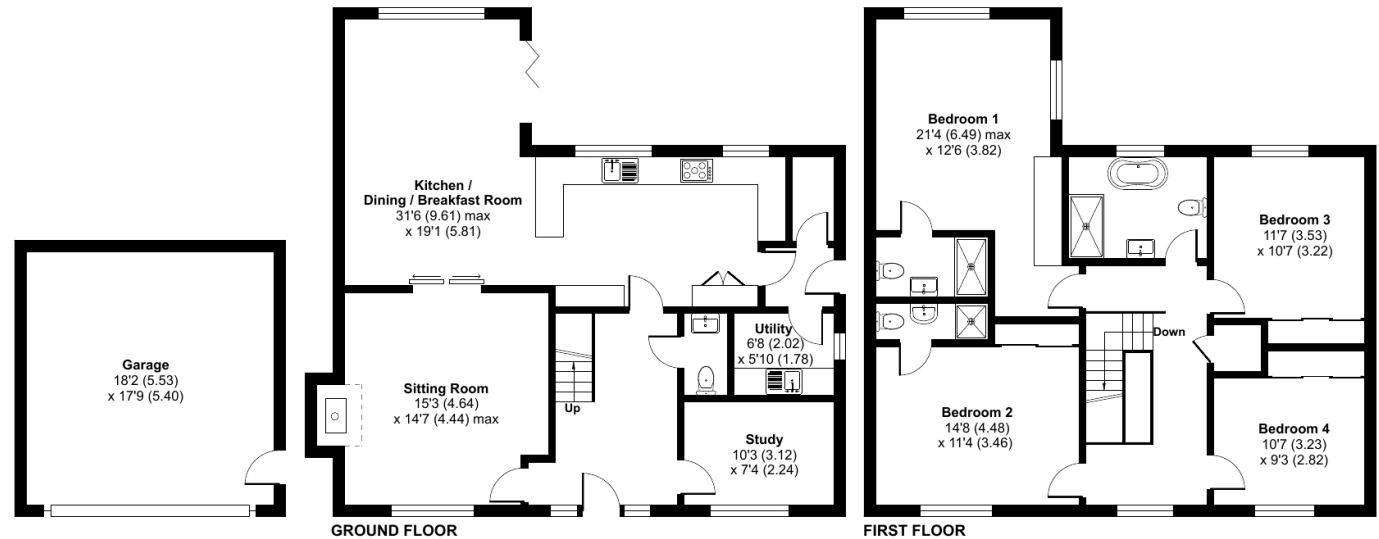 Garage
18'2 (5.53)
x 17'9 (5.40)
Kitchen /
Dining / Breakfast Room
31'6 (9.61) max
x 19'1 (5.81)
Sitting Room
15'3 (4.64)
x 14'7 (4.44) max
Up
Utility
6'8 (2.02)
x 5'10 (1.78)
Study
10'3 (3.12)
x 7'4 (2.24)
GROUND FLOOR
Bedroom 1
21'4 (6.49) max
x 12'6 (3.82)
Bedroom 3
11'7 (3.53)
x 10'7 (3.22)
Down
Bedroom 2
14'8 (4.48)
x 11'4 (3.46)
Bedroom 4
10'7 (3.23)
x 9'3 (2.82)
FIRST FLOOR